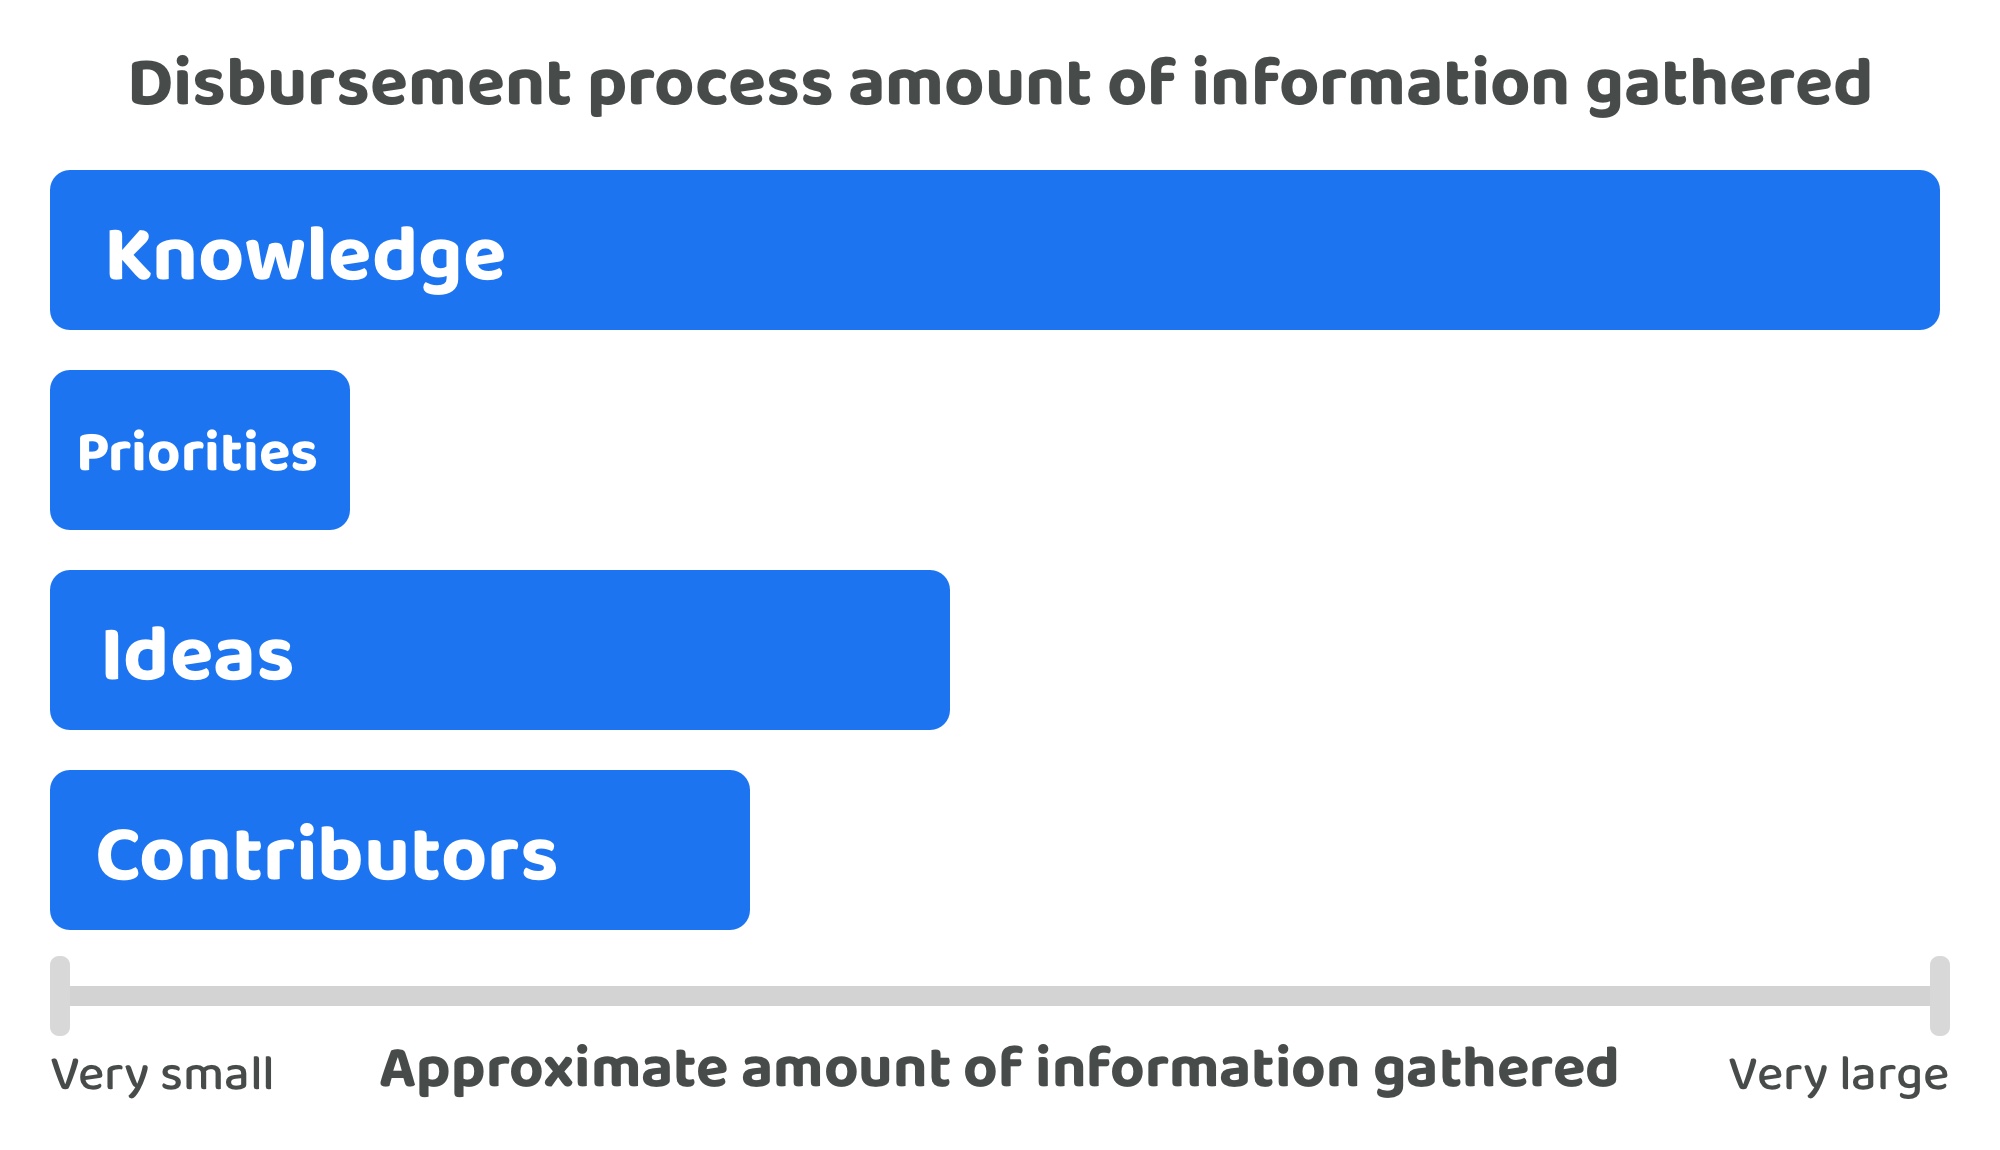 Disbursement process amount of information gathered
Knowledge
Priorities
Ideas
Contributors
Very small
Approximate amount of information gathered
Very large